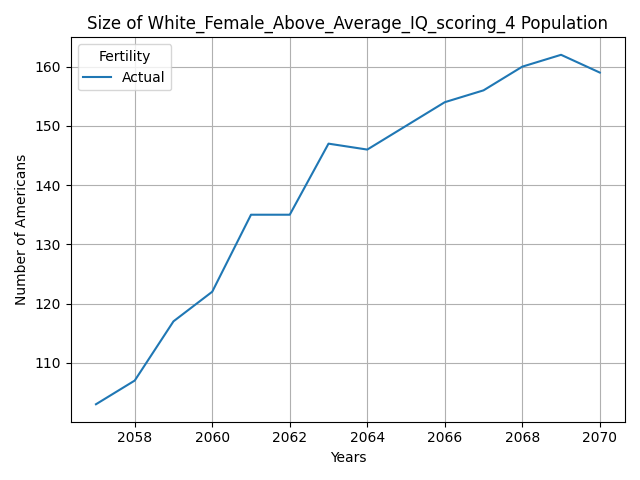 Size of White_Female_Above_Average_IQ_scoring_4 Population
Fertility
Actual
160
150
140
130
120
110
Number of Americans
2058 2060 2062 2064 2066 2068 2070
Years